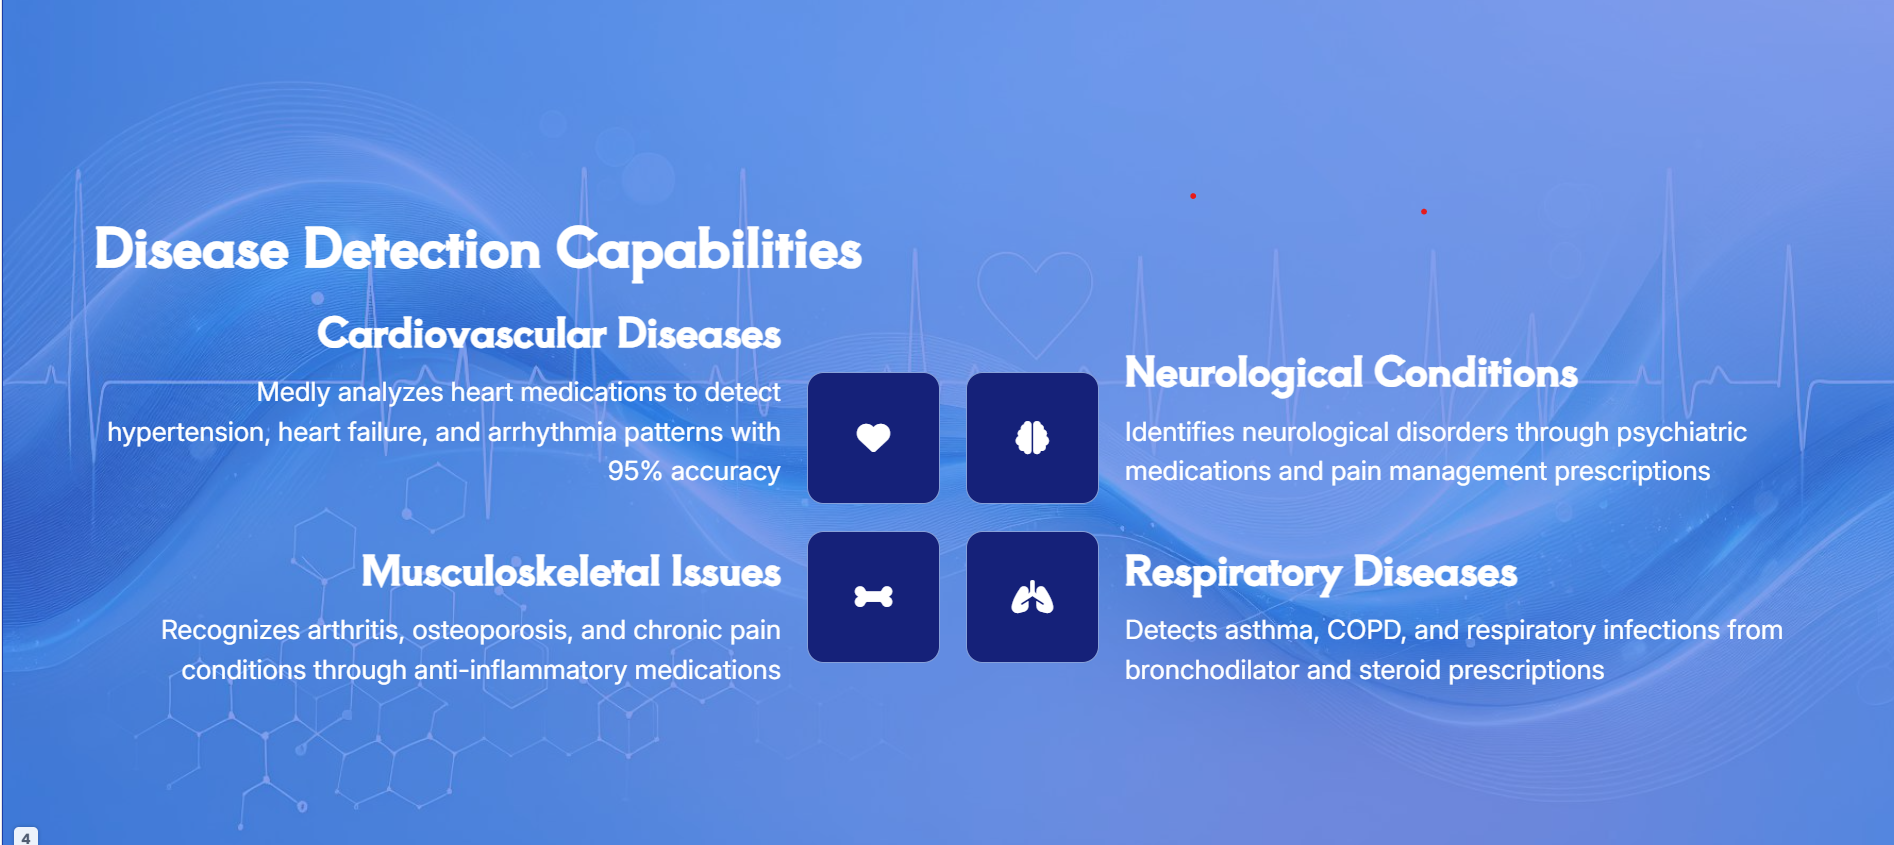 Disease Detection Capabilities
Cardiovascular Diseases
Medly analyzes heart medications to detect
hypertension, heart failure, and arrhythmia patterns with
95% accuracy
Neurological Conditions
Identifies neurological disorders through psychiatric
medications and pain management prescriptions
Musculoskeletal Issues
Recognizes arthritis, osteoporosis, and chronic pain
conditions through anti-inflammatory medications
Respiratory Diseases
Detects asthma, COPD, and respiratory infections from
bronchodilator and steroid prescriptions
4